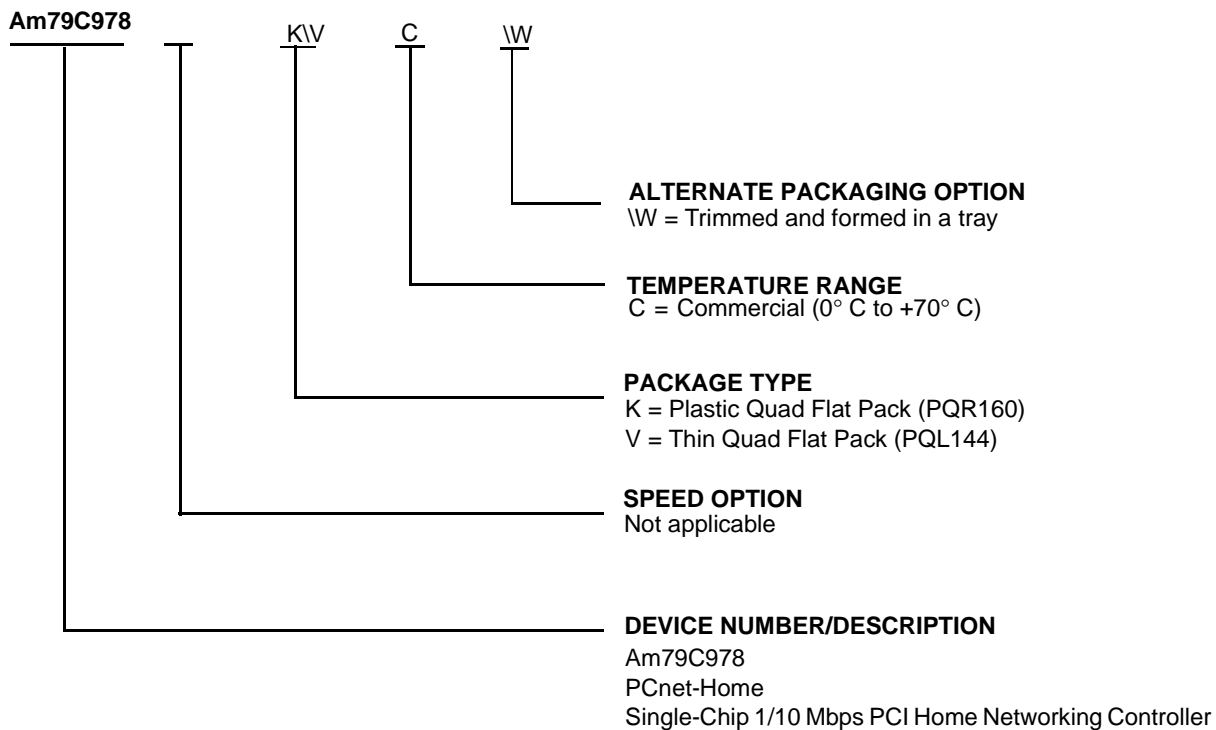 Am79C978 K\V C \W
ALTERNATE PACKAGING OPTION
\W = Trimmed and formed in a tray
TEMPERATURE RANGE
C = Commercial (0° C to +70° C)
PACKAGE TYPE
K = Plastic Quad Flat Pack (PQR160)
V = Thin Quad Flat Pack (PQL144)
SPEED OPTION
Not applicable
DEVICE NUMBER/DESCRIPTION
Am79C978
PCnet-Home
Single-Chip 1/10 Mbps PCI Home Networking Controller